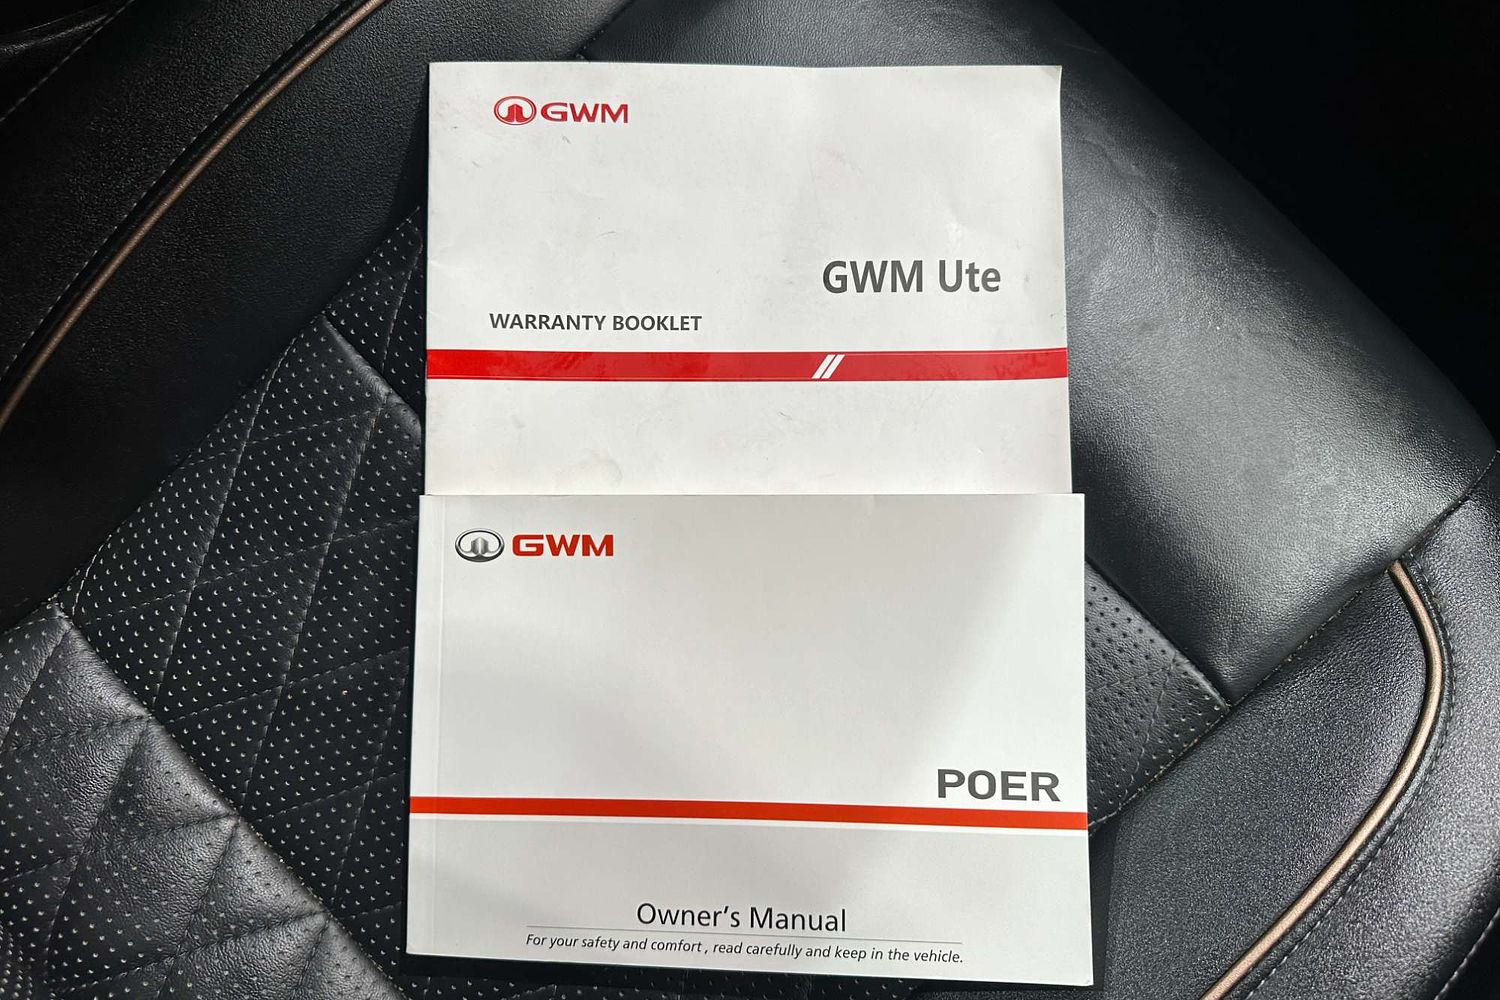 GWM
GWM Ute
WARRANTY BOOKLET
GWM
POER
Owner's Manual
For your safety and comfort , read carefully and keep in the vehicle.